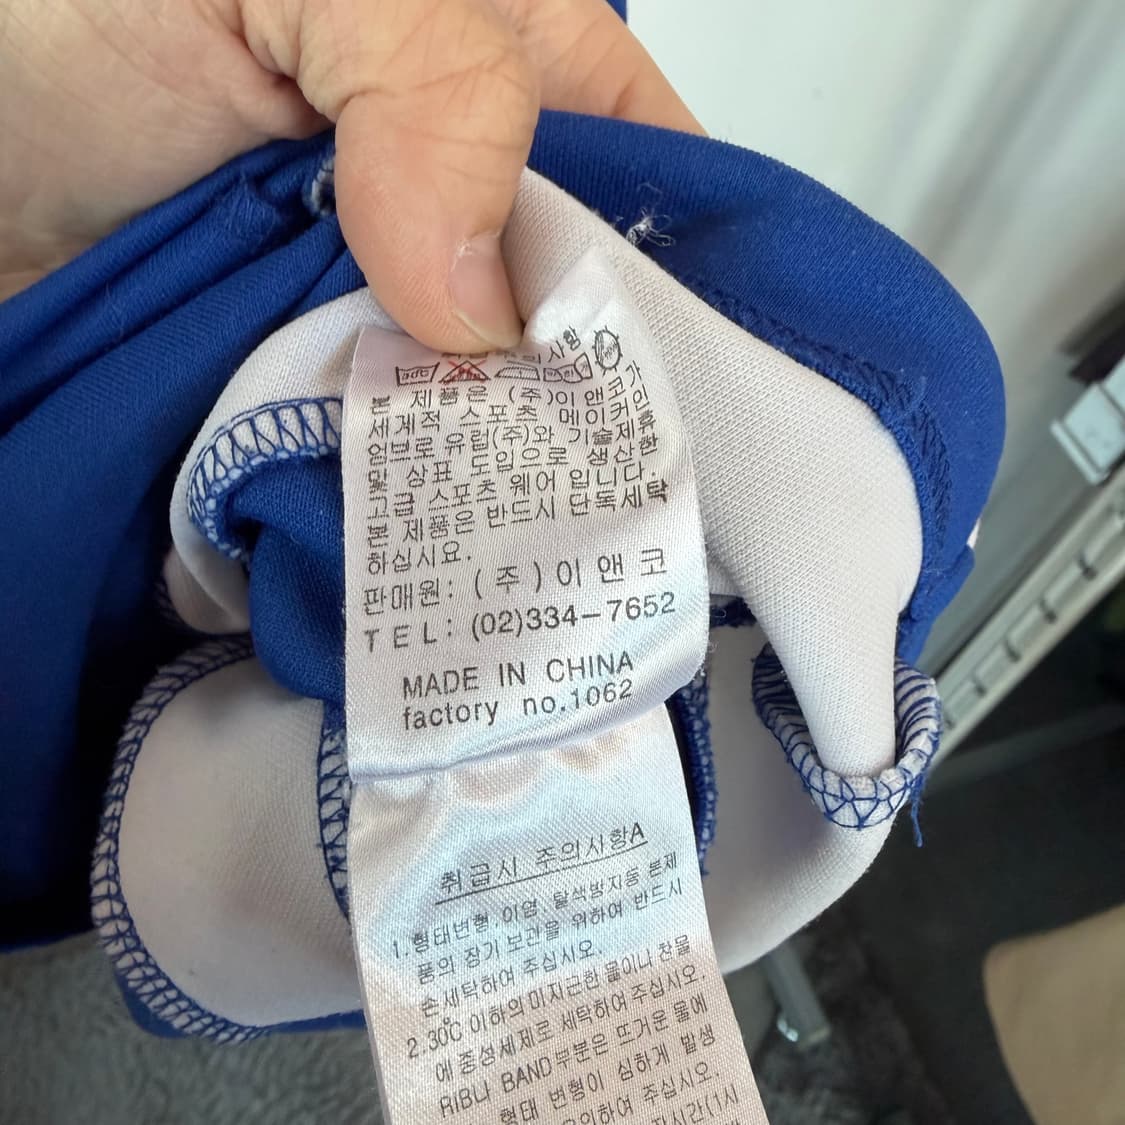 의사항
본 제품은 (주)이앤코가
세계적 스포츠 메이커인
엄브로 유럽(주)와 기술제휴
및 상표 도입으로 생산한
고급 스포츠 웨어 입니다.
본 제품은 반드시 단독세탁
하십시요.
판매원: (주)이앤코
TEL: (02)334-7652
MADE IN CHINA
factory no.1062
취급시 주의사항A
1.형태변형,이염, 탈색방지등 본제
품의 장기 보관을 위하여 반드시
손세탁하여 주십시오.
2.30℃ 이하의 미지근한 물이나 찬물
에 중성세제로 세탁하여 주십시오.
BAND부분은 뜨거운 물에
형태 변형이 심하게 발생
주십시오.